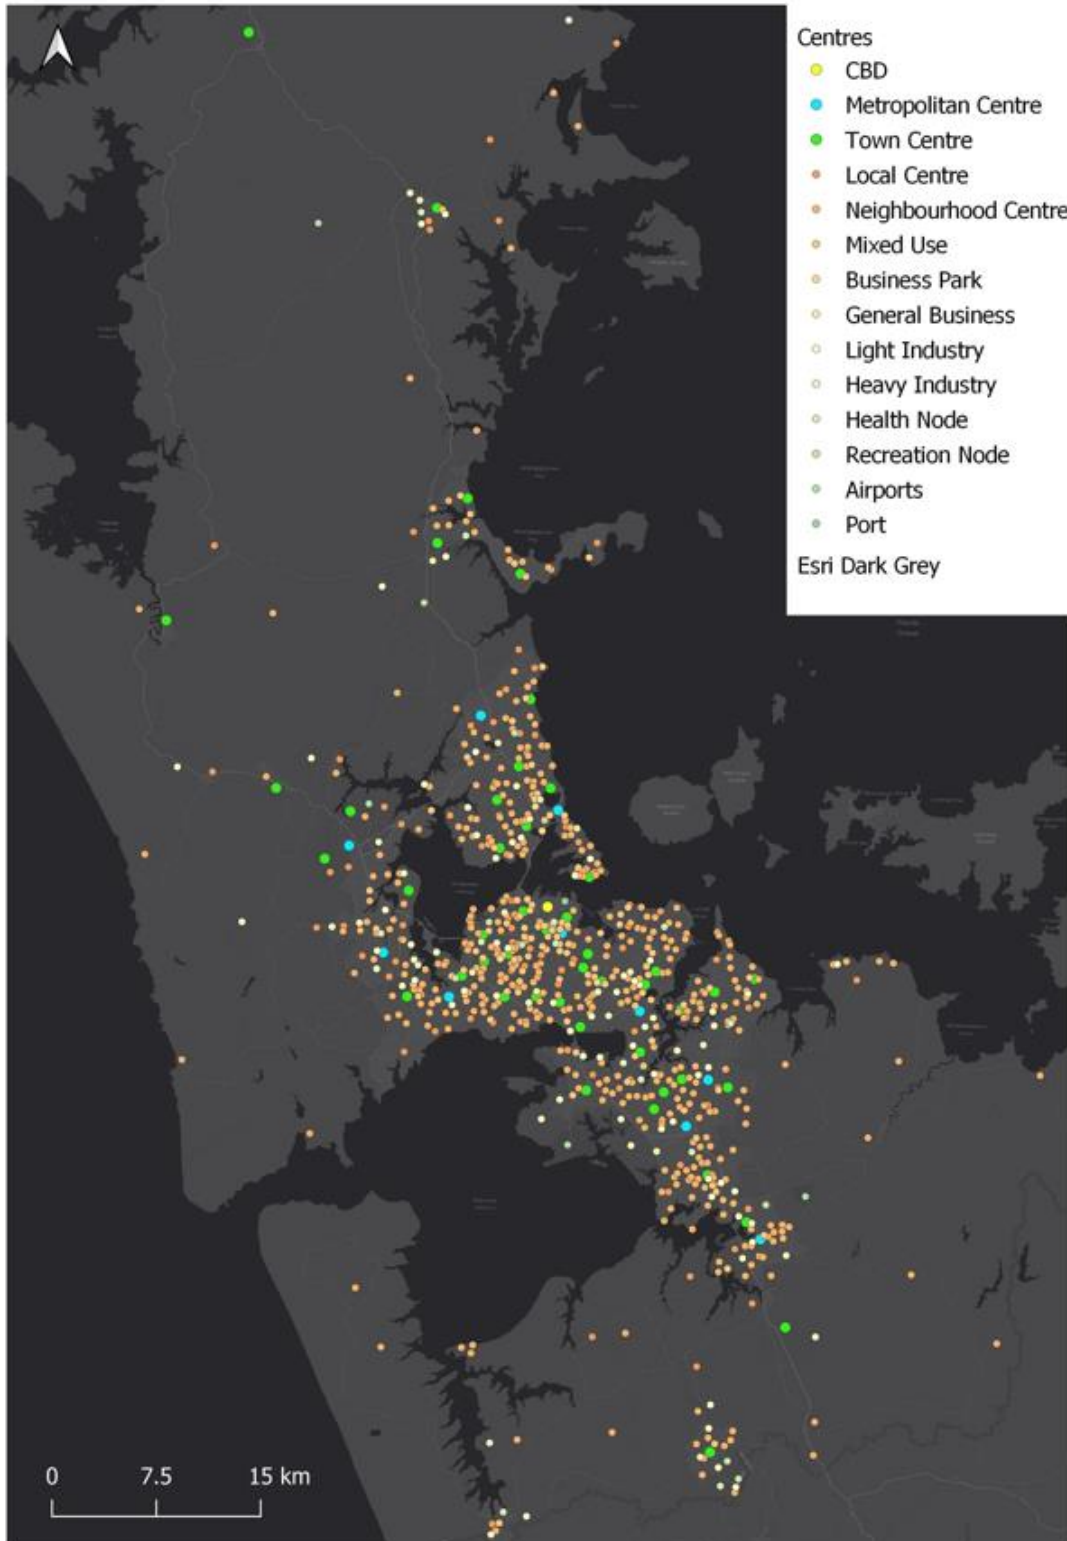 Centres
CBD
Metropolitan Centre
Town Centre
Local Centre
Neighbourhood Centre
Mixed Use
Business Park
General Business
Light Industry
Heavy Industry
Health Node
Recreation Node
Airports
Port
Esri Dark Grey
0 7.5 15 km